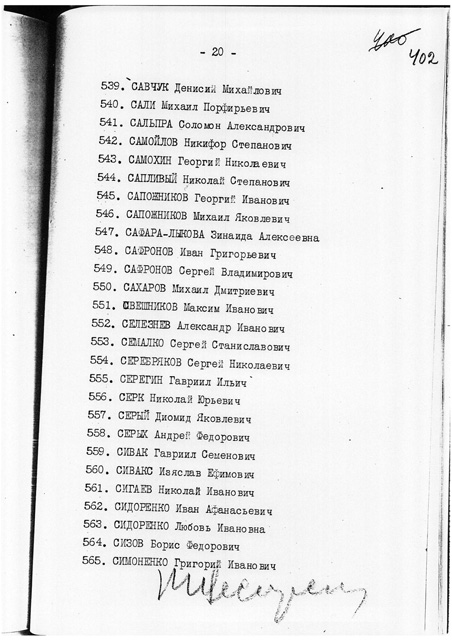 - 20 -
402
539. САВЧУК Денисий Михайлович
540. САЛИ Михаил Порфирьевич
541. САЛЬПРА Соломон Александрович
542. САМОЙЛОВ Никифор Степанович
543. САМОХИН Георгий Николаевич
544. САПЛИВЫЙ Николай Степанович
545. САПОЖНИКОВ Георгий Иванович
546. САПОЖНИКОВ Михаил Яковлевич
547. САФАРА-ЛЫКОВА Зинаида Алексеевна
548. САФРОНОВ Иван Григорьевич
549. САФРОНОВ Сергей Владимирович
550. САХАРОВ Михаил Дмитриевич
551. СВЕШНИКОВ Максим Иванович
552. СЕЛЕЗНЕВ Александр Иванович
553. СЕМАЛКО Сергей Станиславович
554. СЕРЕБРЯКОВ Сергей Николаевич
555. СЕРЕГИН Гавриил Ильич
556. СЕРК Николай Юрьевич
557. СЕРЫЙ Диомид Яковлевич
558. СЕРЫХ Андрей Федорович
559. СИВАК Гавриил Семенович
560. СИВАКС Изяслав Ефимович
561. СИГАЕВ Николай Иванович
562. СИДОРЕНКО Иван Афанасьевич
563. СИДОРЕНКО Любовь Ивановна
564. СИЗОВ Борис Федорович
565. СИМОНЕНКО Григорий Иванович